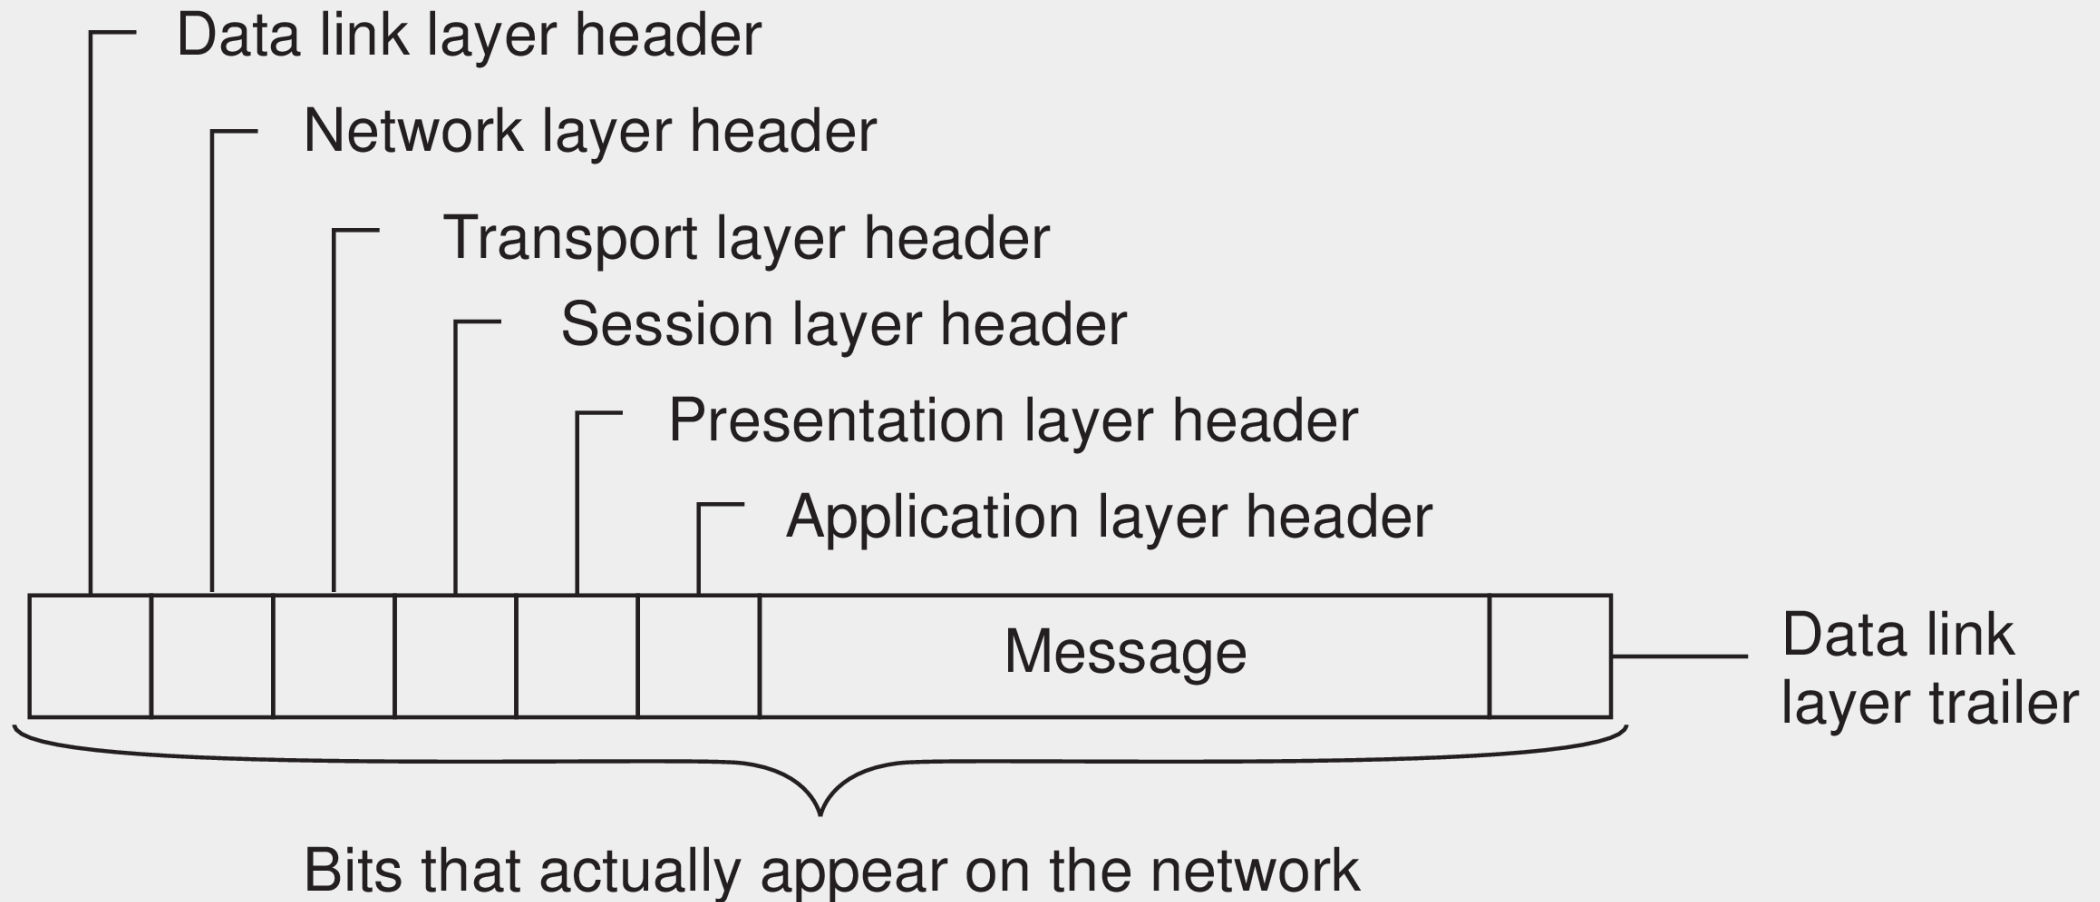 Data link layer header
Network layer header
Transport layer header
Session layer header
Presentation layer header
Application layer header
Message
Data link
layer trailer
Bits that actually appear on the network